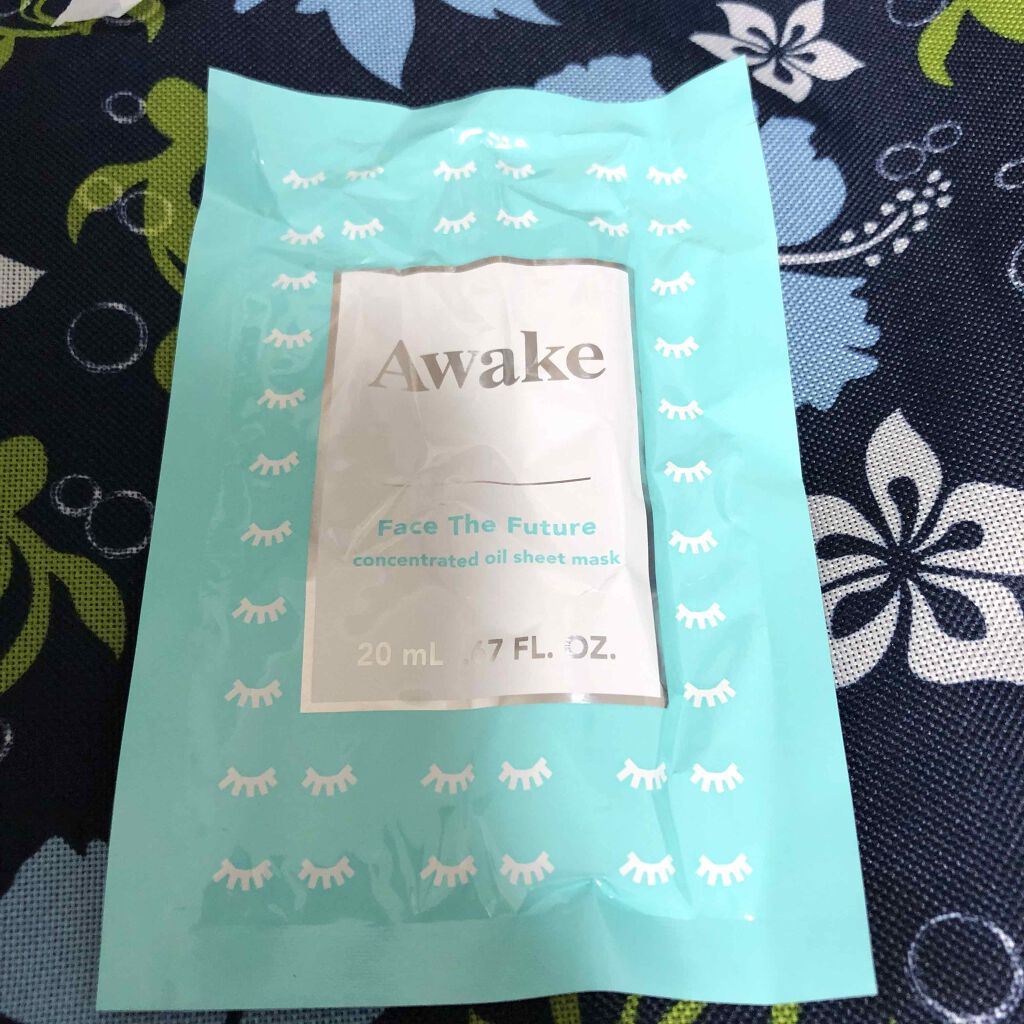 Awake
Face The Future
concentrated oil sheet mask
20 mL .67 FL. OZ.